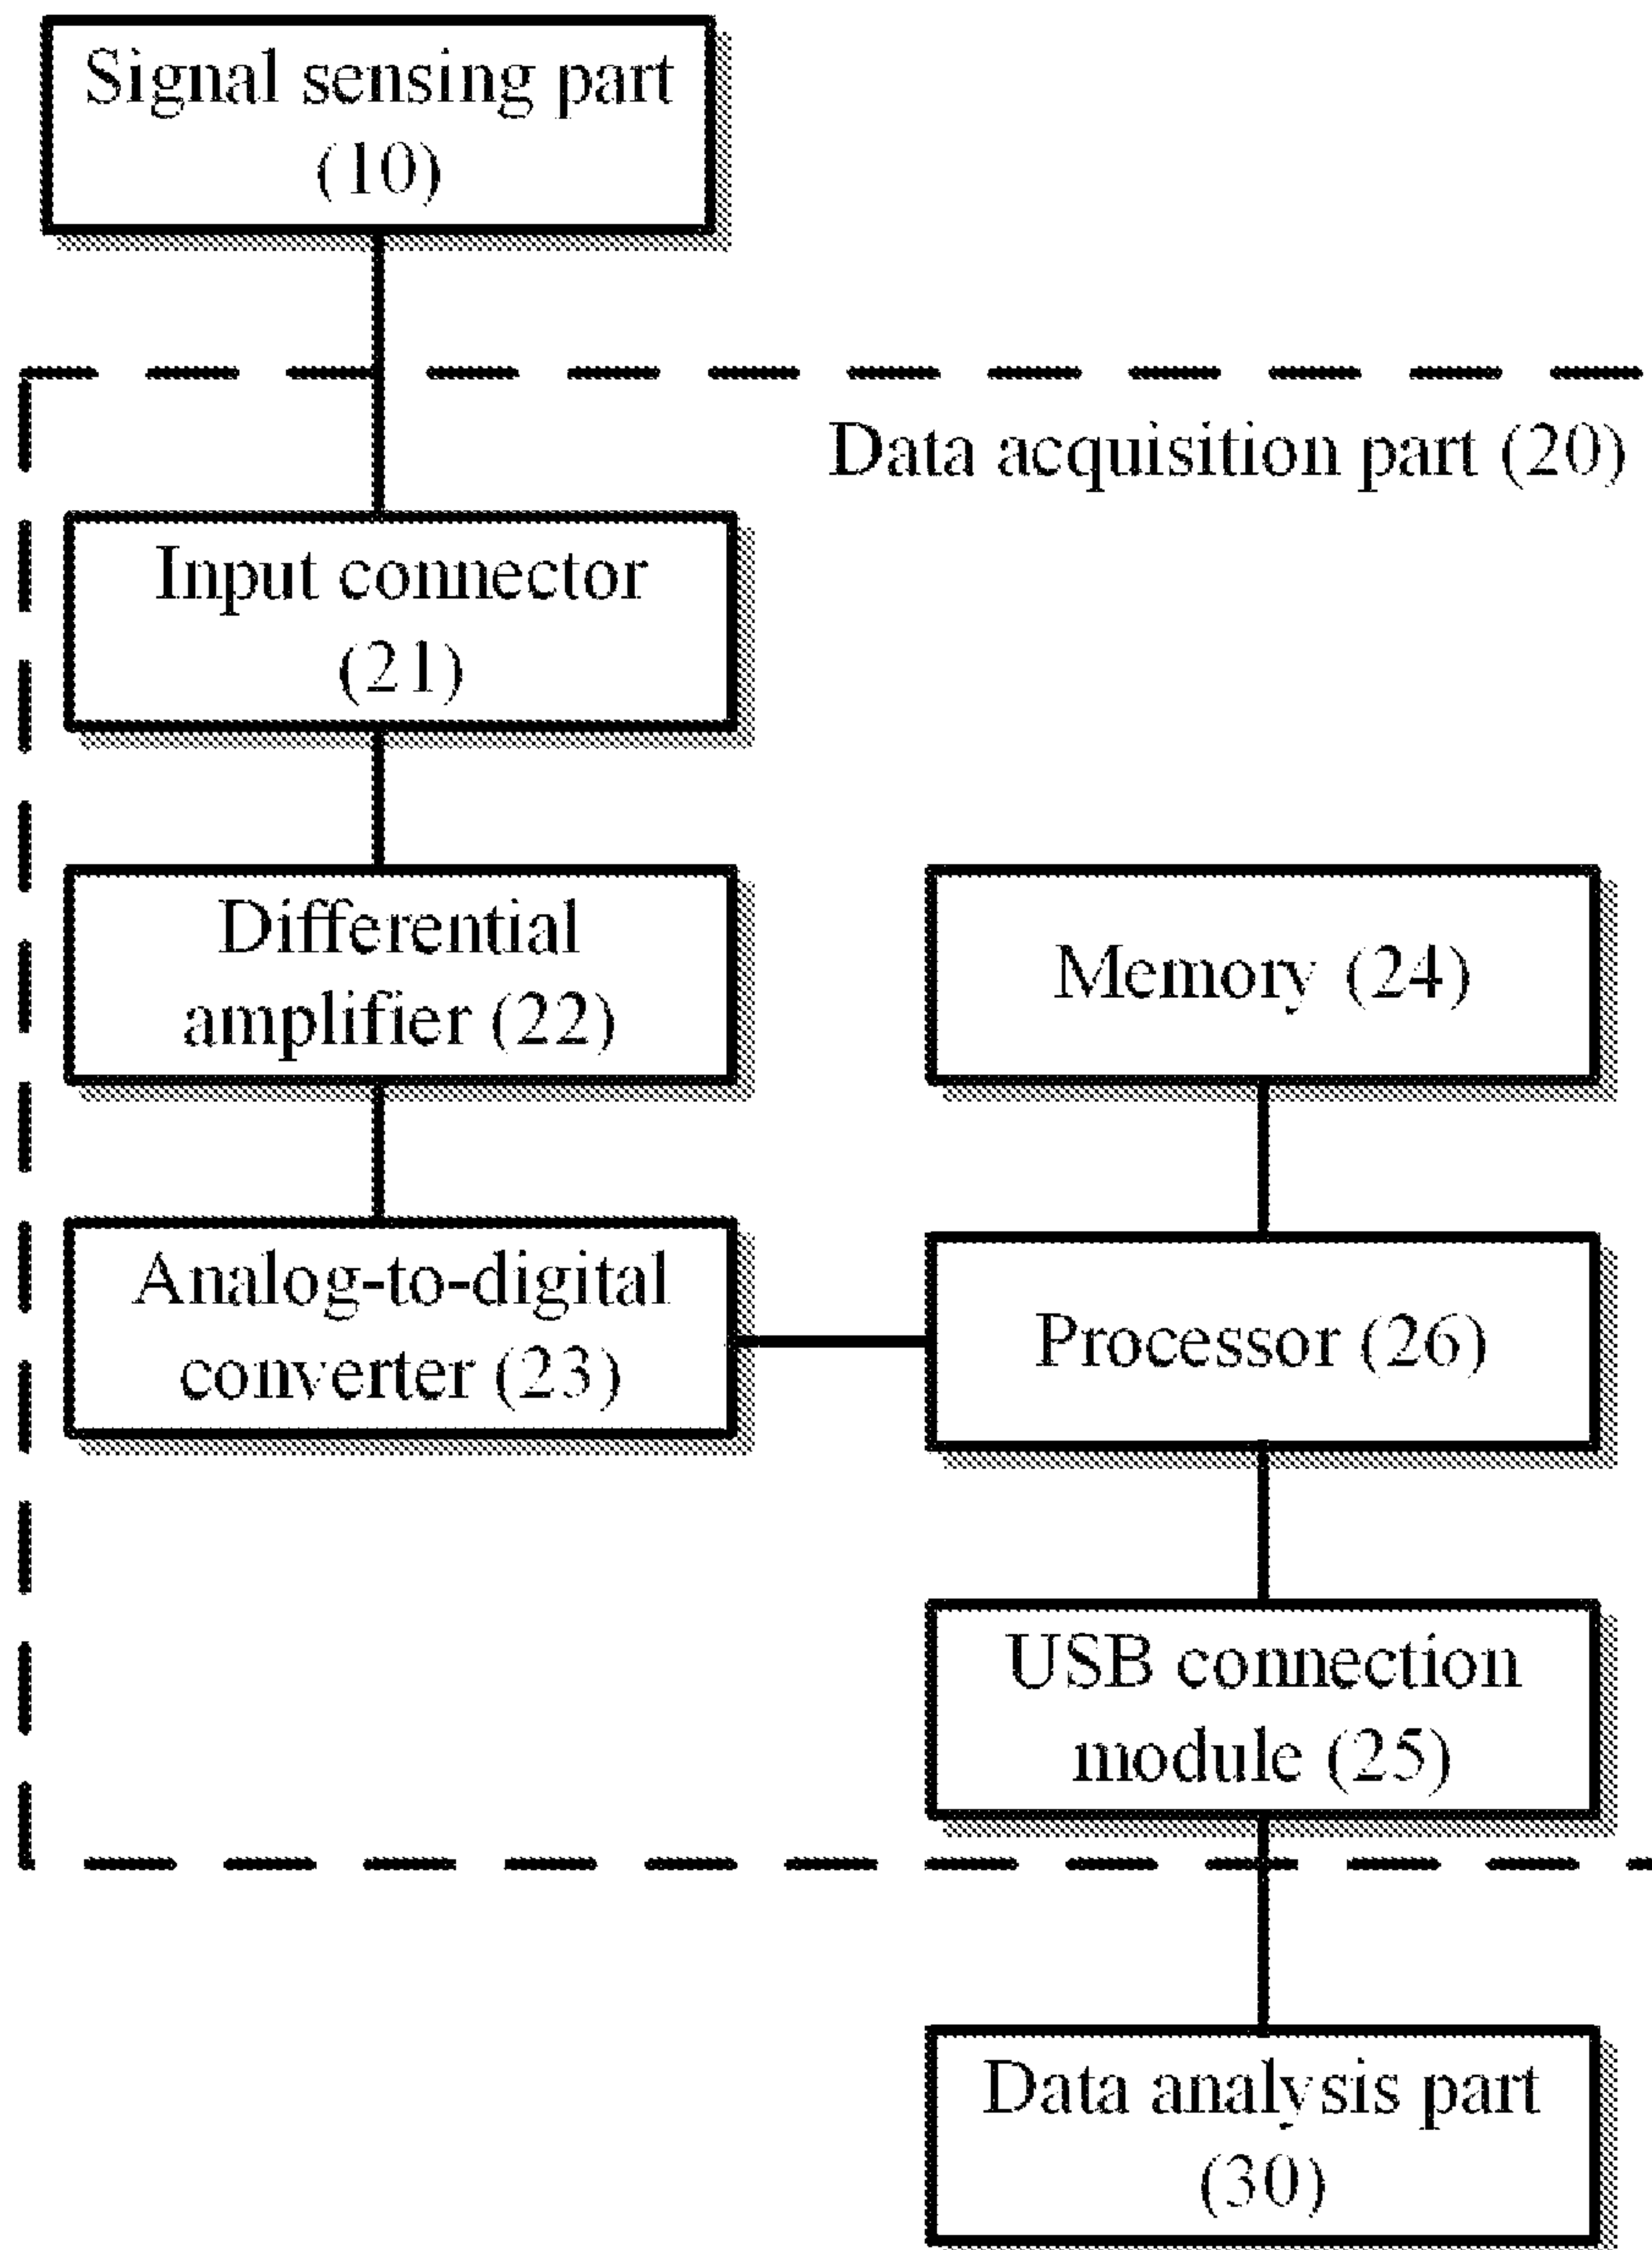 Signal sensing part
(10)
Data acquisition part (20)
Input connector
(21)
Differential
amplifier (22)
Memory (24)
Analog-to-digital
converter (23)
Processor (26)
USB connection
module (25)
Data analysis part
(30)